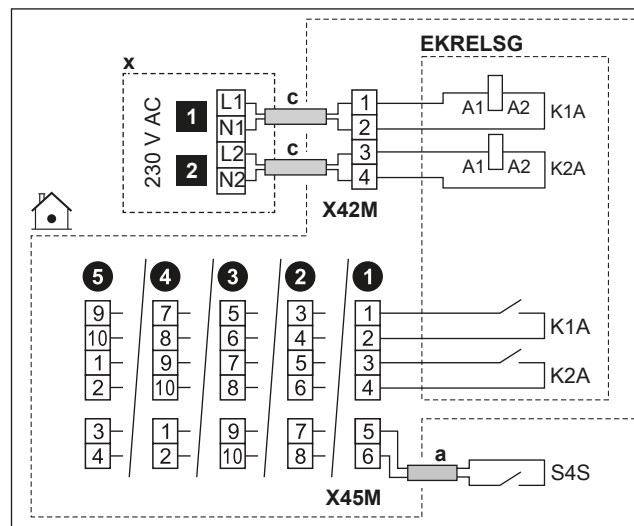 EKRELSG
x
230 V AC
1
L1
N1
2
L2
N2
c
c
1
2
3
4
A1 A2
K1A
A1 A2
K2A
X42M
5 4 3 2 1
9 7 5 3 1
10 8 6 4 2
1 9 7 5 3
2 10 8 6 4
K1A
K2A
3 1 9 7 5
4 2 10 8 6
a
S4S
X45M